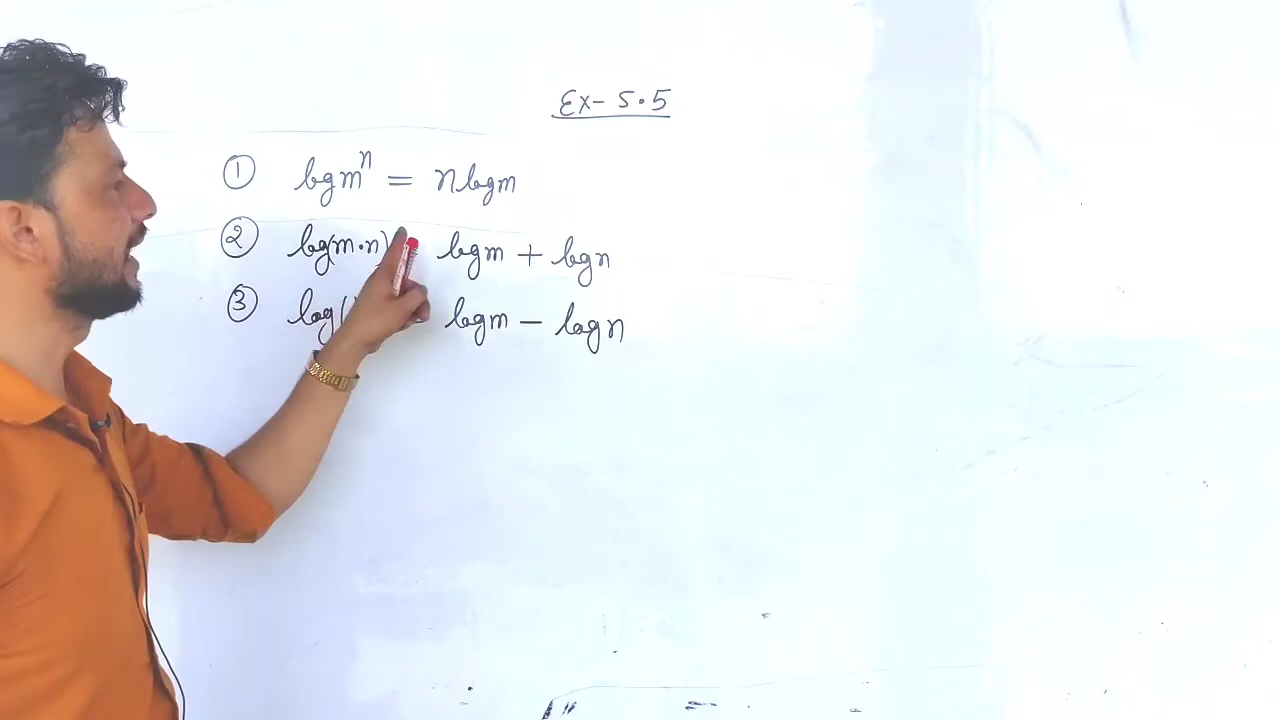 Ex- 5.5
① log mⁿ = n log m
② log(m·n) log m + log n
③ log( log m - log n